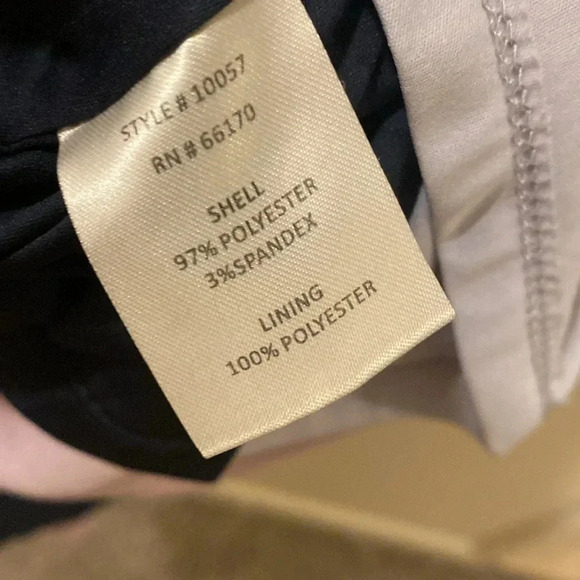 STYLE # 10057
RN # 66170
SHELL
97% POLYESTER
3%SPANDEX
LINING
100% POLYESTER